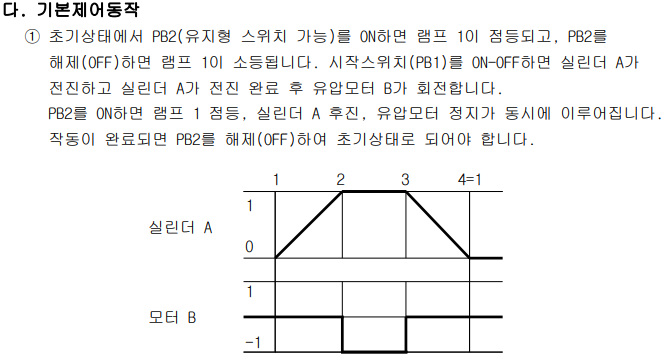 다. 기본제어동작
① 초기상태에서 PB2(유지형 스위치 가능)를 ON하면 램프 1이 점등되고, PB2를
해제(OFF)하면 램프 1이 소등됩니다. 시작스위치(PB1)를 ON-OFF하면 실린더 A가
전진하고 실린더 A가 전진 완료 후 유압모터 B가 회전합니다.
PB2를 ON하면 램프 1 점등, 실린더 A 후진, 유압모터 정지가 동시에 이루어집니다.
작동이 완료되면 PB2를 해제(OFF)하여 초기상태로 되어야 합니다.
1 2 3 4=1
1
실린더 A
0
1
모터 B
-1